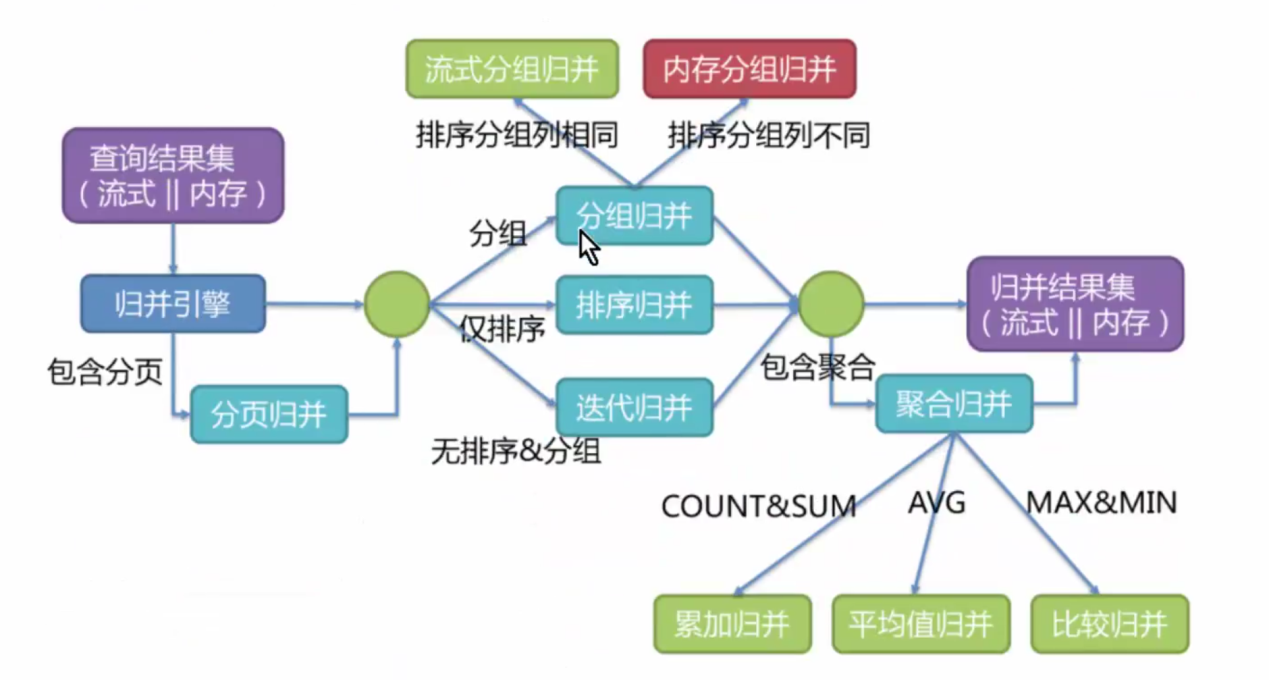 流式分组归并
内存分组归并
排序分组列相同
排序分组列不同
查询结果集
（流式 || 内存）
分组归并
分组
归并引擎
排序归并
仅排序
归并结果集
（流式 || 内存）
包含分页
包含聚合
分页归并
迭代归并
聚合归并
无排序&分组
COUNT&SUM
AVG
MAX&MIN
累加归并
平均值归并
比较归并